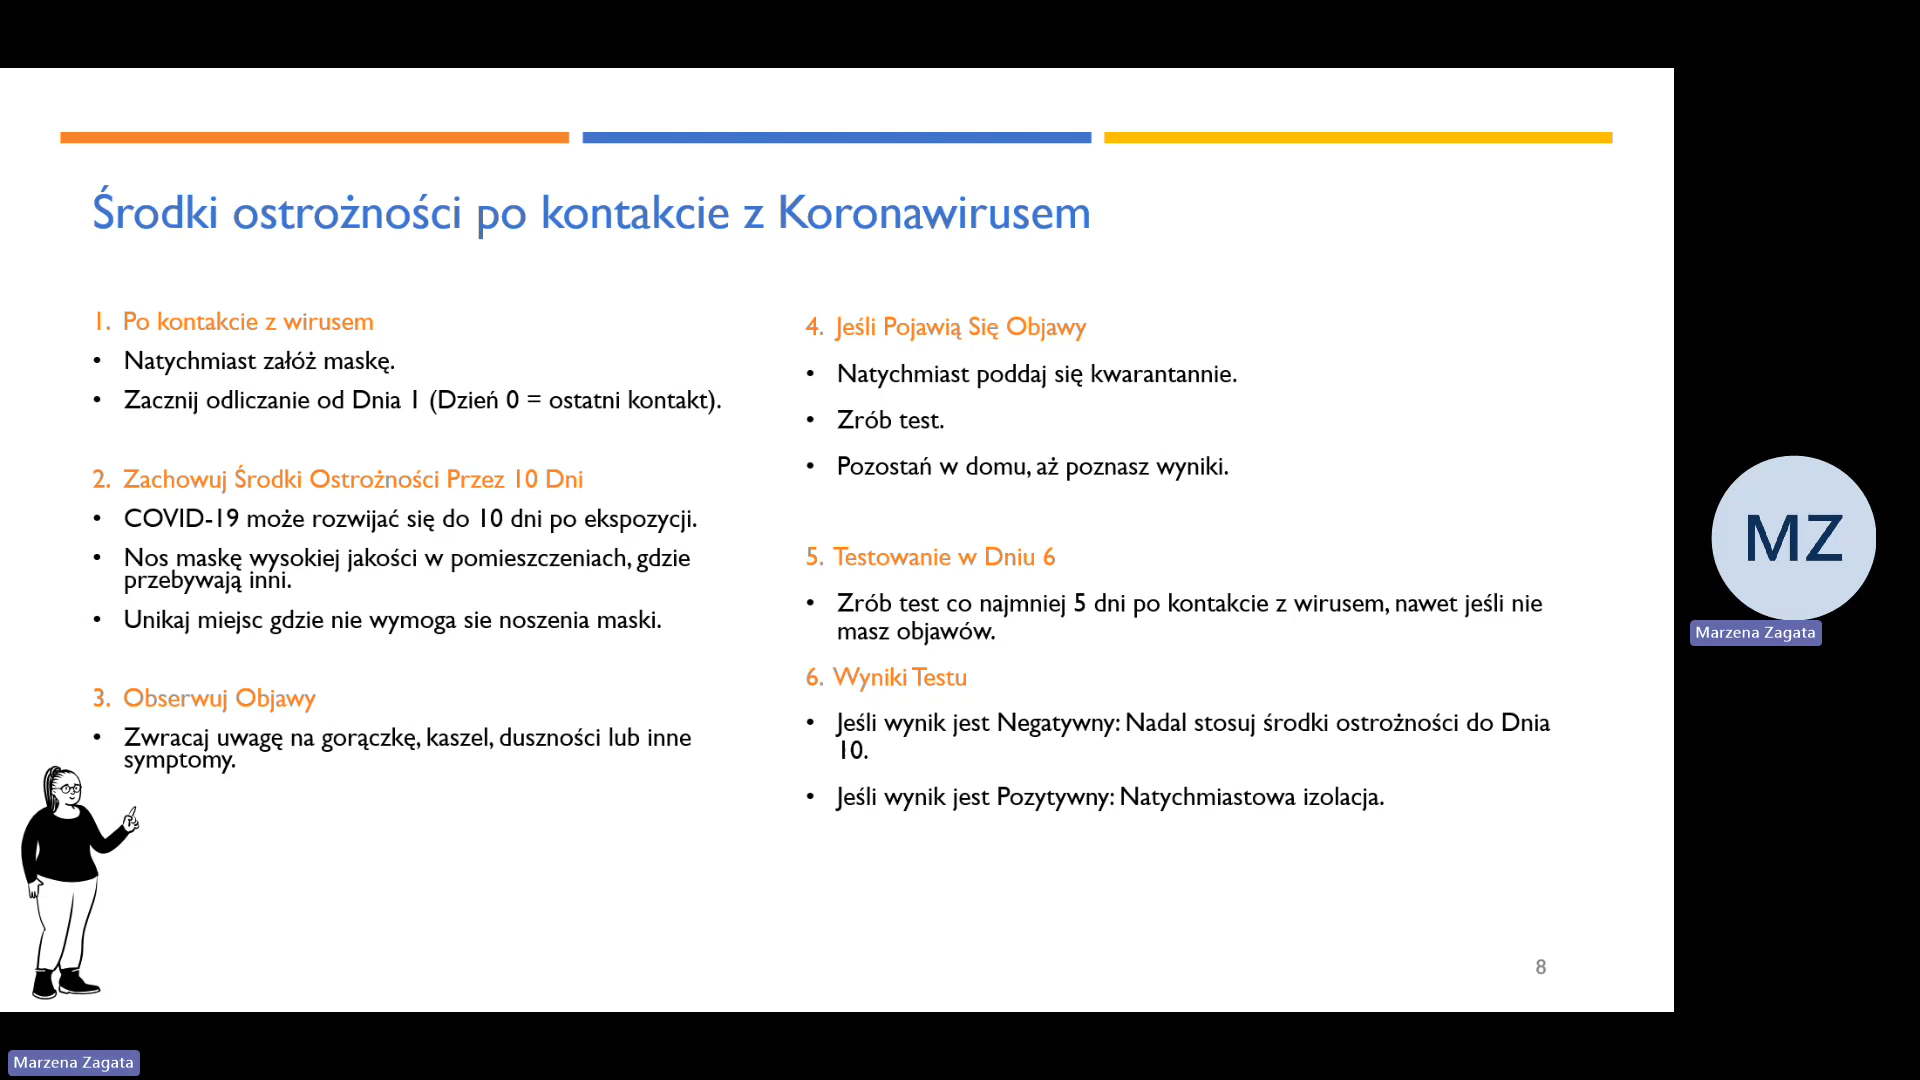 Środki ostrożności po kontakcie z Koronawirusem
1. Po kontakcie z wirusem
• Natychmiast załóż maskę.
• Zacznij odliczanie od Dnia 1 (Dzień 0 = ostatni kontakt).
2. Zachowuj Środki Ostrożności Przez 10 Dni
• COVID-19 może rozwijać się do 10 dni po ekspozycji.
• Nos maskę wysokiej jakości w pomieszczeniach, gdzie
przebywają inni.
• Unikaj miejsc gdzie nie wymoga sie noszenia maski.
3. Obserwuj Objawy
• Zwracaj uwagę na gorączkę, kaszel, duszności lub inne
symptomy.
4. Jeśli Pojawią Się Objawy
• Natychmiast poddaj się kwarantannie.
• Zrób test.
• Pozostań w domu, aż poznasz wyniki.
5. Testowanie w Dniu 6
• Zrób test co najmniej 5 dni po kontakcie z wirusem, nawet jeśli nie
masz objawów.
6. Wyniki Testu
• Jeśli wynik jest Negatywny: Nadal stosuj środki ostrożności do Dnia
10.
• Jeśli wynik jest Pozytywny: Natychmiastowa izolacja.
8
MZ
Marzena Zagata
Marzena Zagata